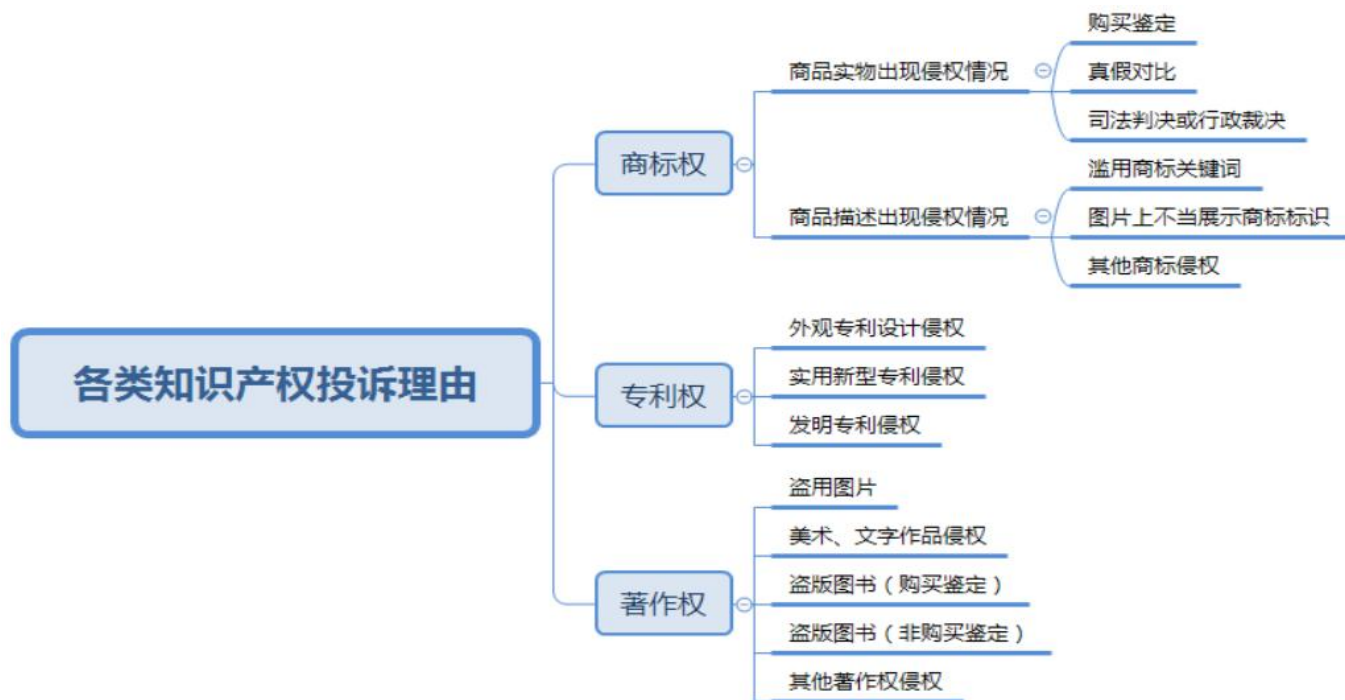 各类知识产权投诉理由
商标权
商品实物出现侵权情况
购买鉴定
真假对比
司法判决或行政裁决
商品描述出现侵权情况
滥用商标关键词
图片上不当展示商标标识
其他商标侵权
专利权
外观专利设计侵权
实用新型专利侵权
发明专利侵权
著作权
盗用图片
美术、文字作品侵权
盗版图书（购买鉴定）
盗版图书（非购买鉴定）
其他著作权侵权